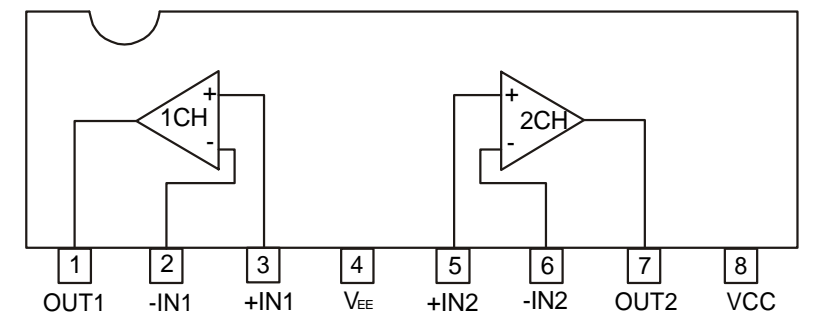 + 1CH -
+ 2CH -
1 2 3 4 5 6 7 8
OUT1 -IN1 +IN1 VEE +IN2 -IN2 OUT2 VCC